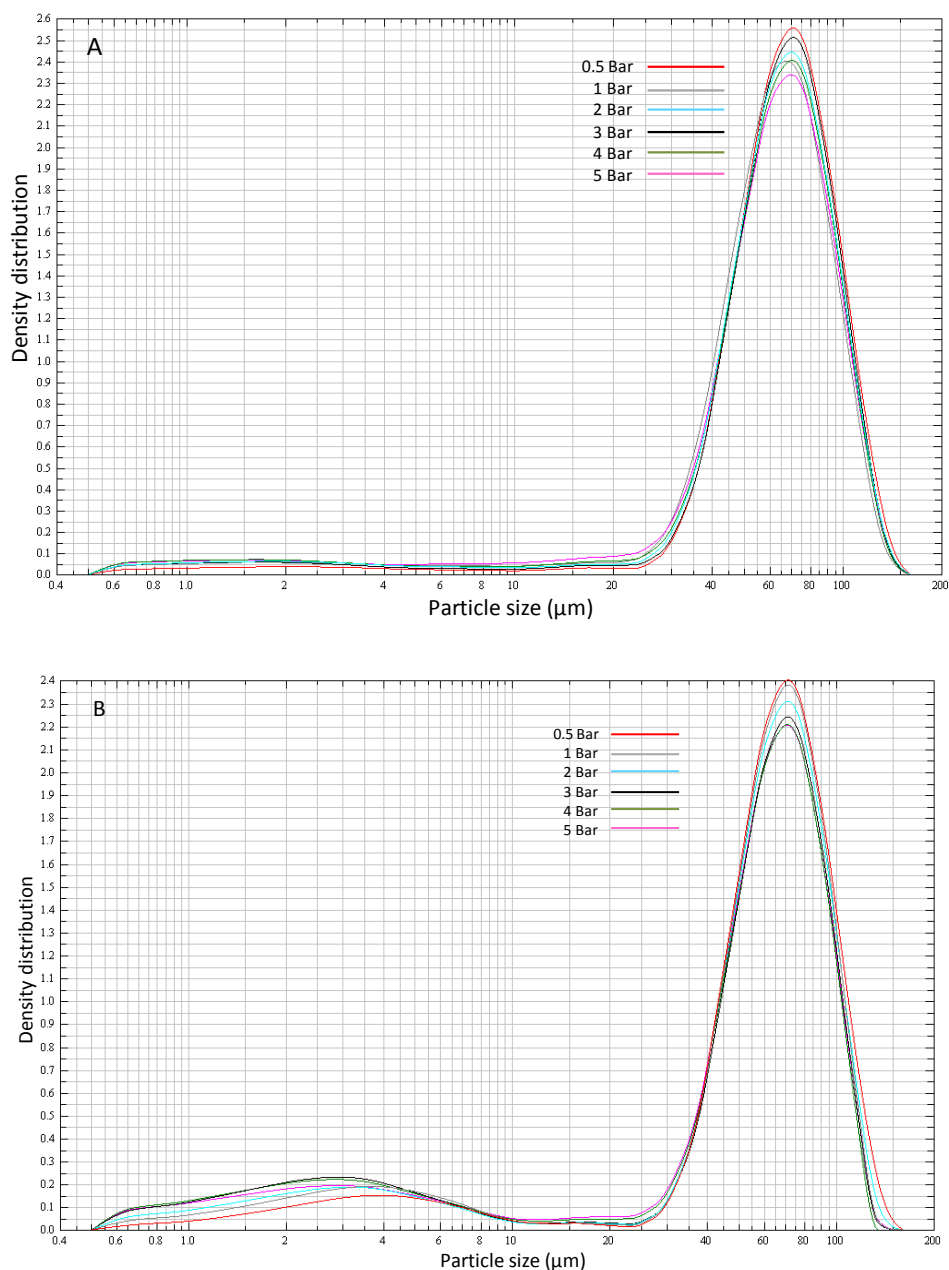 A
0.5 Bar
1 Bar
2 Bar
3 Bar
4 Bar
5 Bar
Density distribution
2.6
2.5
2.4
2.3
2.2
2.1
2.0
1.9
1.8
1.7
1.6
1.5
1.4
1.3
1.2
1.1
1.0
0.9
0.8
0.7
0.6
0.5
0.4
0.3
0.2
0.1
0.0
0.4 0.6 0.8 1.0 2 4 6 8 10 20 40 60 80 100 200
Particle size (µm)
B
0.5 Bar
1 Bar
2 Bar
3 Bar
4 Bar
5 Bar
Density distribution
2.4
2.3
2.2
2.1
2.0
1.9
1.8
1.7
1.6
1.5
1.4
1.3
1.2
1.1
1.0
0.9
0.8
0.7
0.6
0.5
0.4
0.3
0.2
0.1
0.0
0.4 0.6 0.8 1.0 2 4 6 8 10 20 40 60 80 100 200
Particle size (µm)